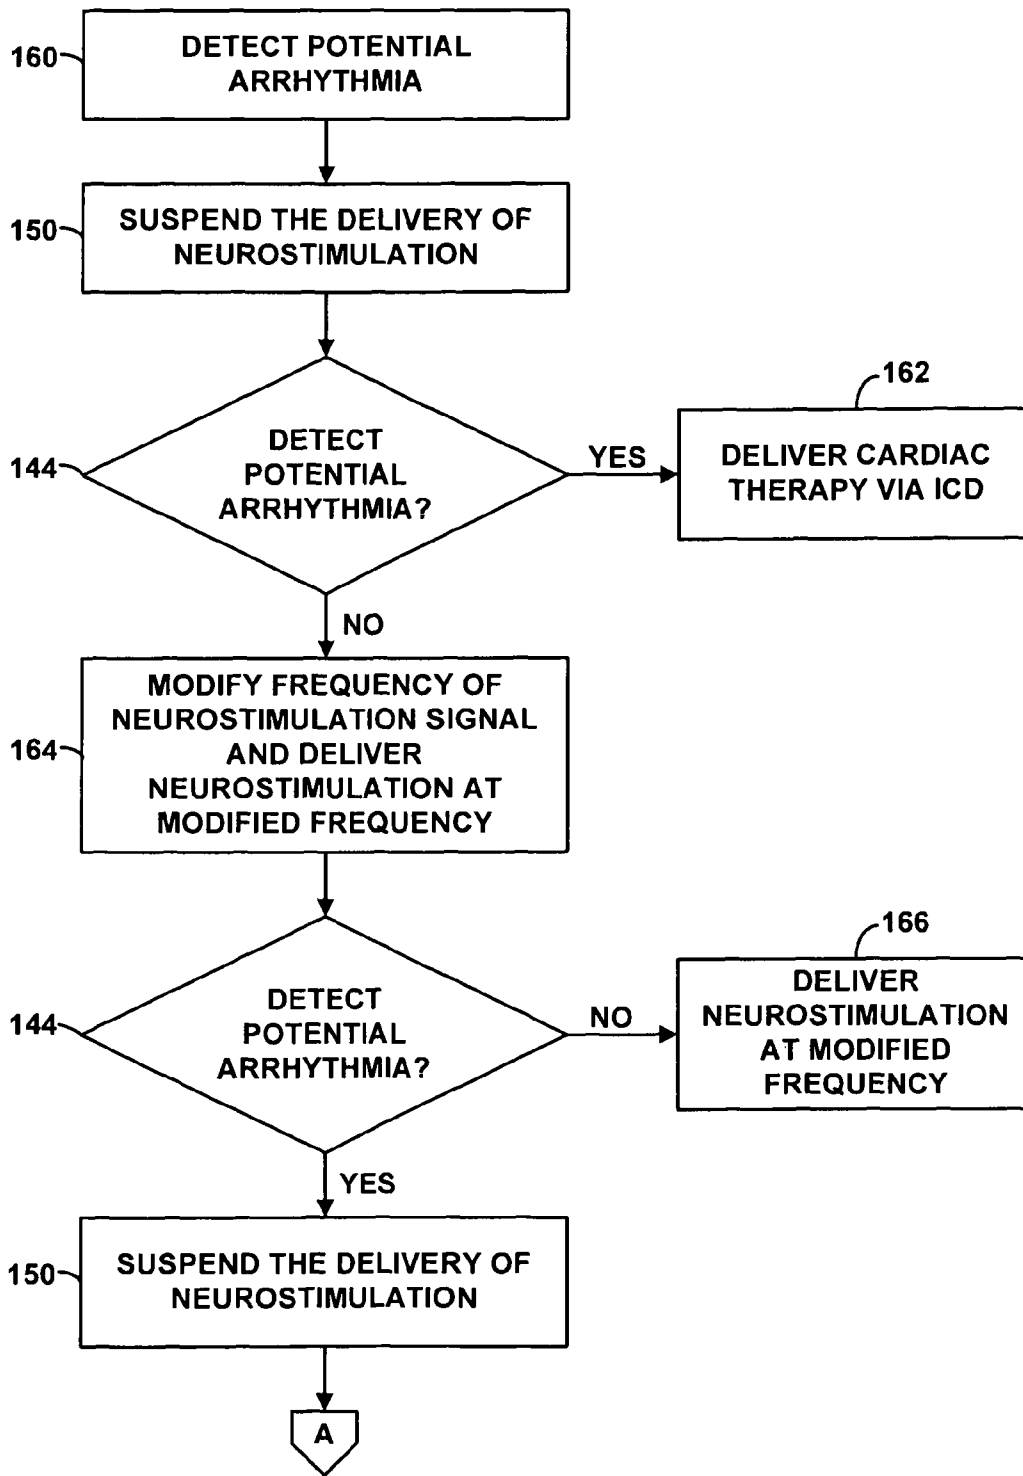 160
DETECT POTENTIAL
ARRHYTHMIA
150
SUSPEND THE DELIVERY OF
NEUROSTIMULATION
144
DETECT
POTENTIAL
ARRHYTHMIA?
YES
162
DELIVER CARDIAC
THERAPY VIA ICD
NO
164
MODIFY FREQUENCY OF
NEUROSTIMULATION SIGNAL
AND DELIVER
NEUROSTIMULATION AT
MODIFIED FREQUENCY
144
DETECT
POTENTIAL
ARRHYTHMIA?
NO
166
DELIVER
NEUROSTIMULATION
AT MODIFIED
FREQUENCY
YES
150
SUSPEND THE DELIVERY OF
NEUROSTIMULATION
A